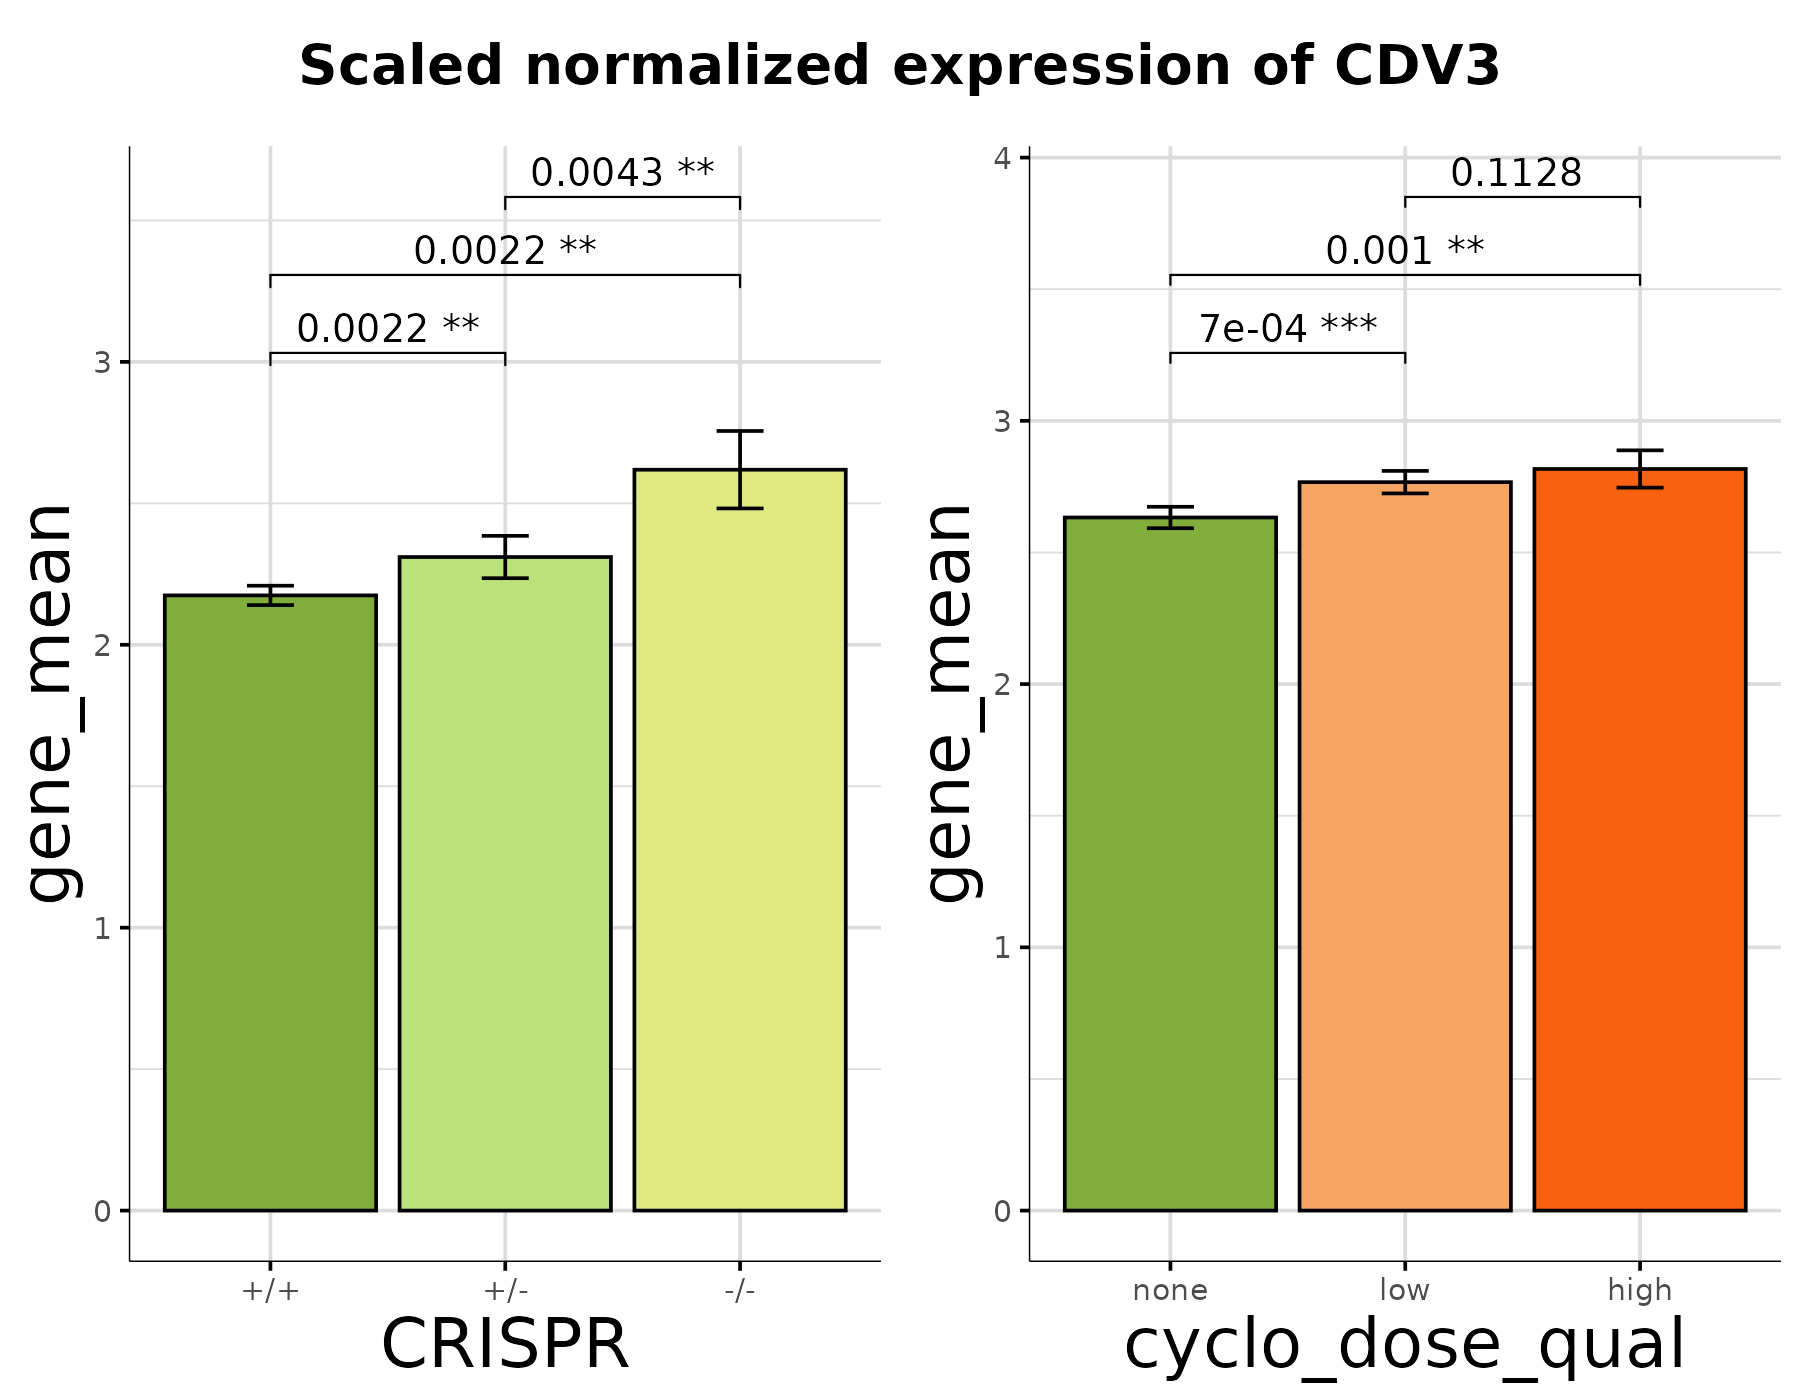 Scaled normalized expression of CDV3
gene_mean
0.0043 **
0.0022 **
0.0022 **
3
2
1
0
+/+ +/- -/-
CRISPR
gene_mean
4
0.1128
0.001 **
7e-04 ***
3
2
1
0
none low high
cyclo_dose_qual